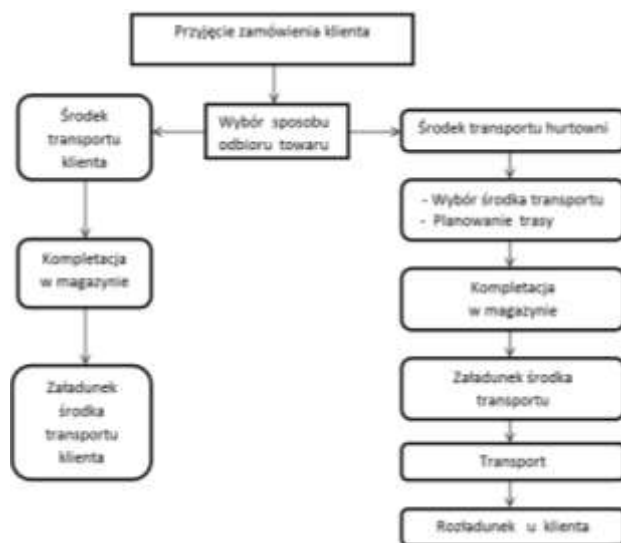 Przyjęcie zamówienia klienta
Wybór sposobu
odbioru towaru
Środek
transportu
klienta
Kompletacja
w magazynie
Załadunek
środka
transportu
klienta
Środek transportu hurtowni
- Wybór środka transportu
- Planowanie trasy
Kompletacja
w magazynie
Załadunek środka
transportu
Transport
Rozładunek u klienta